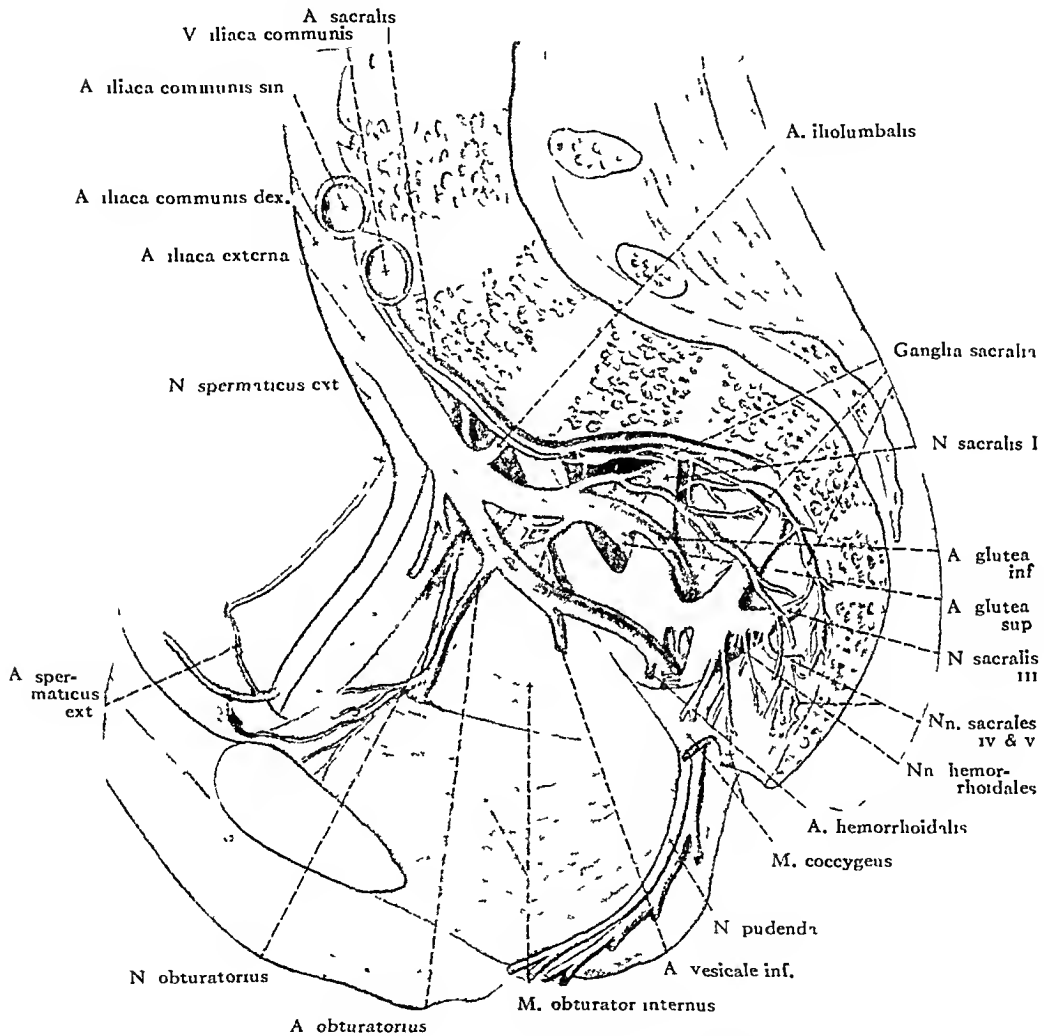 A sacralis
V iliaca communis
A iliaca communis sin
A iliaca communis dex.
A iliaca externa
N spermaticus ext
A sper-
maticus
ext
N obturatorius
A obturatorius
M. obturator internus
A vesicale inf.
N pudenda
M. coccygeus
A. hemorrhoidalis
Nn hemor-
rhoidales
Nn. sacrales
IV & V
N sacralis
III
A glutea
sup
A glutea
inf
N sacralis I
Ganglia sacralia
A. iliolumbalis